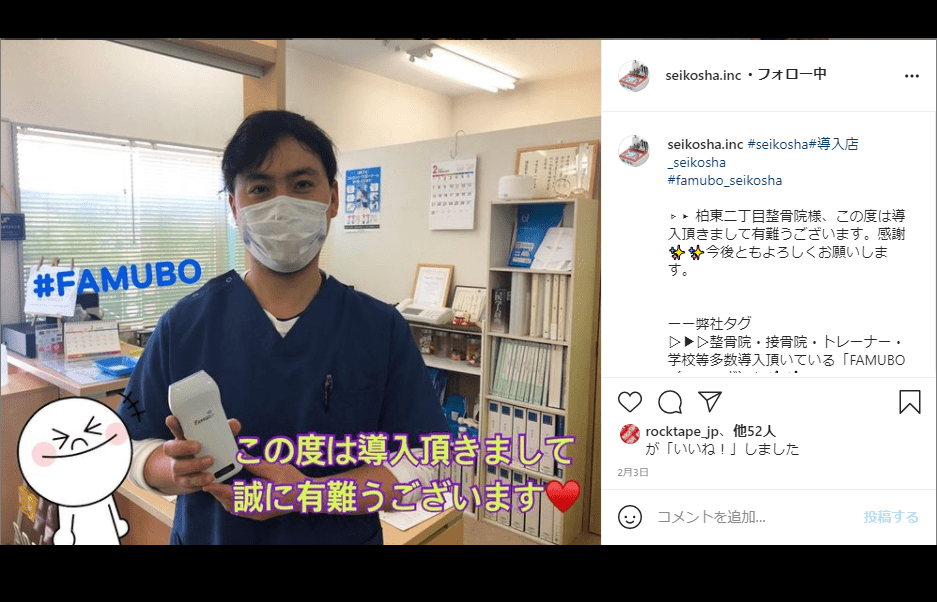 #FAMUBO
この度は導入頂きまして
誠に有難うございます❤
Famubo
2
seikosha.inc・フォロー中
seikosha.inc #seikosha#導入店
_seikosha
#famubo_seikosha
▹ ▸ 柏東二丁目整骨院様、この度は導
入頂きまして有難うございます。感謝
✨✨今後ともよろしくお願いしま
す。
ーー弊社タグ
▷▶▷整骨院・接骨院・トレーナー・
学校等多数導入頂いている「FAMUBO
rocktape_jp、他52人
が「いいね！」しました
2月3日
コメントを追加...
投稿する